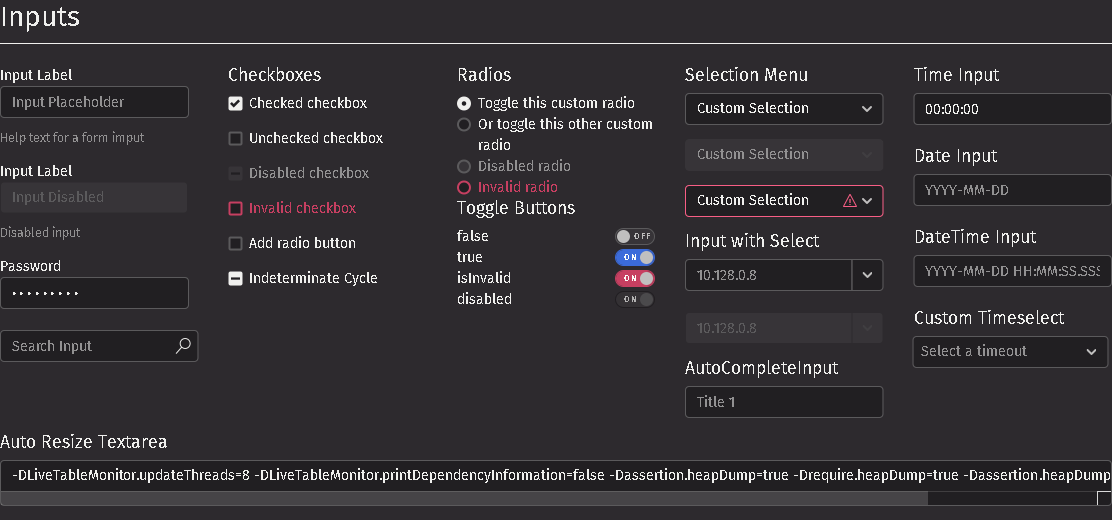 Inputs
Input Label
Input Placeholder
Help text for a form imput
Input Label
Input Disabled
Disabled input
Password
Search Input
Checkboxes
Checked checkbox
Unchecked checkbox
Disabled checkbox
Invalid checkbox
Add radio button
Indeterminate Cycle
Radios
Toggle this custom radio
Or toggle this other custom
radio
Disabled radio
Invalid radio
Toggle Buttons
false OFF
true ON
isInvalid ON
disabled ON
Selection Menu
Custom Selection
Custom Selection
Custom Selection
Input with Select
10.128.0.8
10.128.0.8
AutoCompleteInput
Title 1
Time Input
00:00:00
Date Input
YYYY-MM-DD
DateTime Input
YYYY-MM-DD HH:MM:SS.SSS
Custom Timeselect
Select a timeout
Auto Resize Textarea
-DLiveTableMonitor.updateThreads=8 -DLiveTableMonitor.printDependencyInformation=false -Dassertion.heapDump=true -Drequire.heapDump=true -Dassertion.heapDump